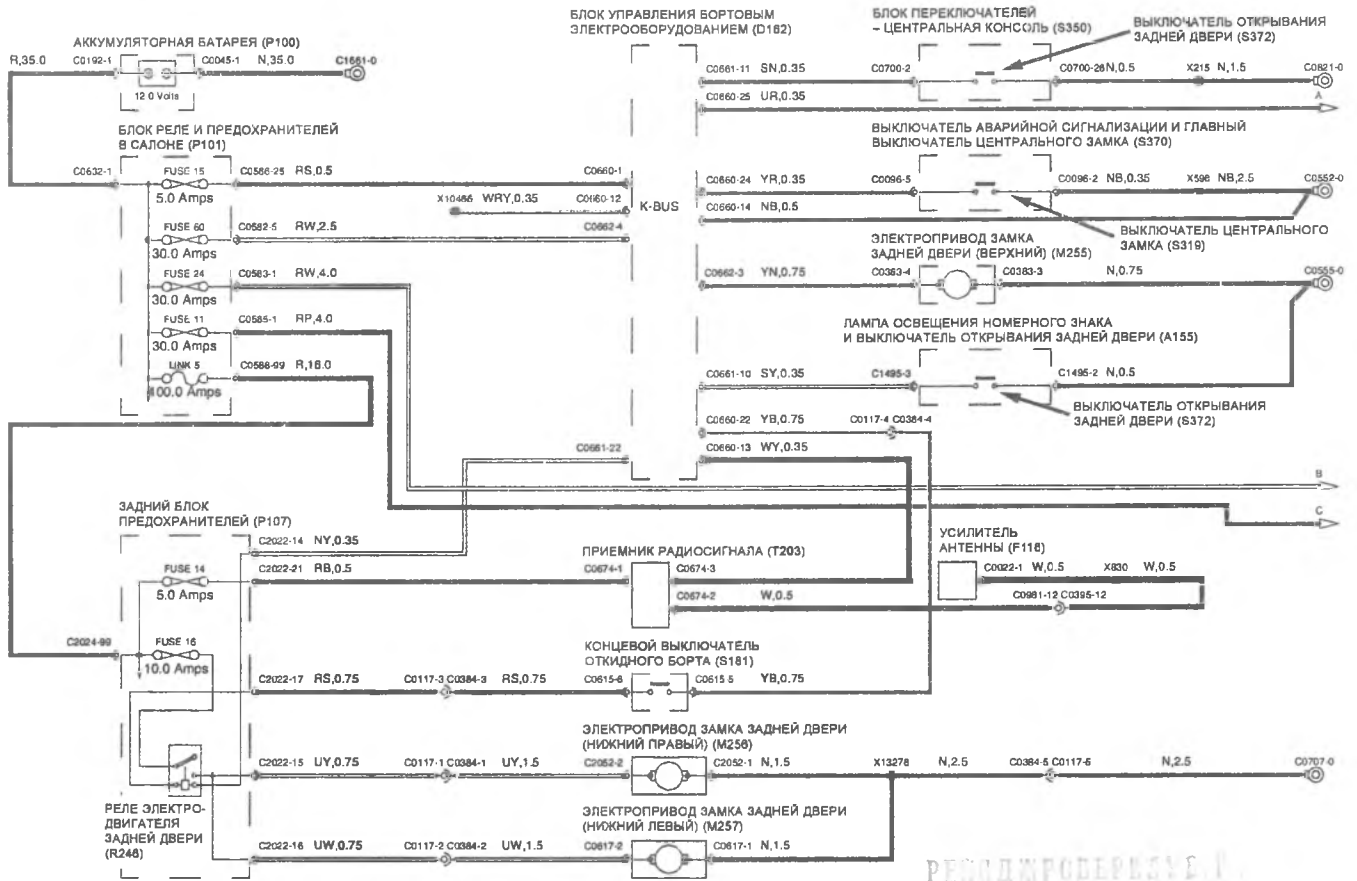 БЛОК УПРАВЛЕНИЯ БОРТОВЫМ
ЭЛЕКТРООБОРУДОВАНИЕМ (D162)
БЛОК ПЕРЕКЛЮЧАТЕЛЕЙ
– ЦЕНТРАЛЬНАЯ КОНСОЛЬ (S350)
ВЫКЛЮЧАТЕЛЬ ОТКРЫВАНИЯ
ЗАДНЕЙ ДВЕРИ (S372)
АККУМУЛЯТОРНАЯ БАТАРЕЯ (P100)
R,35.0 C0192-1 C0045-1 N,35.0 C1661-0
12.0 Volts
C0661-11 SN,0.35 C0700-2 C0700-26 N,0.5 X215 N,1.5 C0821-0
C0660-25 UR,0.35 A
БЛОК РЕЛЕ И ПРЕДОХРАНИТЕЛЕЙ
В САЛОНЕ (P101)
ВЫКЛЮЧАТЕЛЬ АВАРИЙНОЙ СИГНАЛИЗАЦИИ И ГЛАВНЫЙ
ВЫКЛЮЧАТЕЛЬ ЦЕНТРАЛЬНОГО ЗАМКА (S370)
C0632-1 FUSE 15 C0588-25 RS,0.5 C0660-1
5.0 Amps
C0660-24 YR,0.35 C0096-5 C0096-2 NB,0.35 X598 NB,2.5 C0552-0
X10486 WRY,0.35 C0660-12 K-BUS C0660-14 NB,0.5
FUSE 60 C0582-5 RW,2.5 C0662-4
30.0 Amps
ВЫКЛЮЧАТЕЛЬ ЦЕНТРАЛЬНОГО
ЗАМКА (S319)
ЭЛЕКТРОПРИВОД ЗАМКА
ЗАДНЕЙ ДВЕРИ (ВЕРХНИЙ) (M255)
FUSE 24 C0583-1 RW,4.0
30.0 Amps
C0662-3 YN,0.75 C0383-4 C0383-3 N,0.75 C0555-0
FUSE 11 C0585-1 RP,4.0
30.0 Amps
ЛАМПА ОСВЕЩЕНИЯ НОМЕРНОГО ЗНАКА
И ВЫКЛЮЧАТЕЛЬ ОТКРЫВАНИЯ ЗАДНЕЙ ДВЕРИ (A155)
LINK 5 C0588-99 R,16.0
100.0 Amps
C0661-10 SY,0.35 C1495-3 C1495-2 N,0.5
ВЫКЛЮЧАТЕЛЬ ОТКРЫВАНИЯ
ЗАДНЕЙ ДВЕРИ (S372)
C0660-22 YB,0.75 C0117-4 C0384-4
C0661-22 C0660-13 WY,0.35
B
C
ЗАДНИЙ БЛОК
ПРЕДОХРАНИТЕЛЕЙ (P107)
C2022-14 NY,0.35
ПРИЕМНИК РАДИОСИГНАЛА (T203)
УСИЛИТЕЛЬ
АНТЕННЫ (F116)
FUSE 14 C2022-21 RB,0.5 C0674-1 C0674-3
5.0 Amps
C0022-1 W,0.5 X830 W,0.5
C0674-2 W,0.5 C0981-12 C0395-12
C2024-99 FUSE 16
10.0 Amps
КОНЦЕВОЙ ВЫКЛЮЧАТЕЛЬ
ОТКИДНОГО БОРТА (S181)
C2022-17 RS,0.75 C0117-3 C0384-3 RS,0.75 C0615-6 C0615 5 YB,0.75
ЭЛЕКТРОПРИВОД ЗАМКА ЗАДНЕЙ ДВЕРИ
(НИЖНИЙ ПРАВЫЙ) (M256)
C2022-15 UY,0.75 C0117-1 C0384-1 UY,1.5 C2052-2 C2052-1 N,1.5 X13278 N,2.5 C0384-5 C0117-5 N,2.5 C0707-0
РЕЛЕ ЭЛЕКТРО-
ДВИГАТЕЛЯ
ЗАДНЕЙ ДВЕРИ
(R246)
ЭЛЕКТРОПРИВОД ЗАМКА ЗАДНЕЙ ДВЕРИ
(НИЖНИЙ ЛЕВЫЙ) (M257)
C2022-16 UW,0.75 C0117-2 C0384-2 UW,1.5 C0617-2 C0617-1 N,1.5